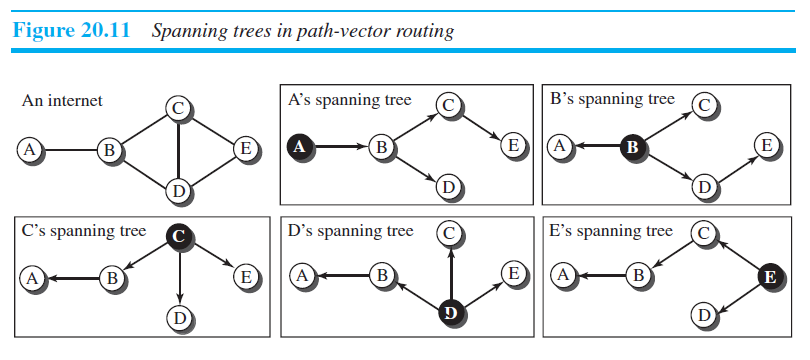 Figure 20.11 Spanning trees in path-vector routing
An internet
A
B
C
D
E
A's spanning tree
A
B
C
D
E
B's spanning tree
A
B
C
D
E
C's spanning tree
A
B
C
D
E
D's spanning tree
A
B
C
D
E
E's spanning tree
A
B
C
D
E